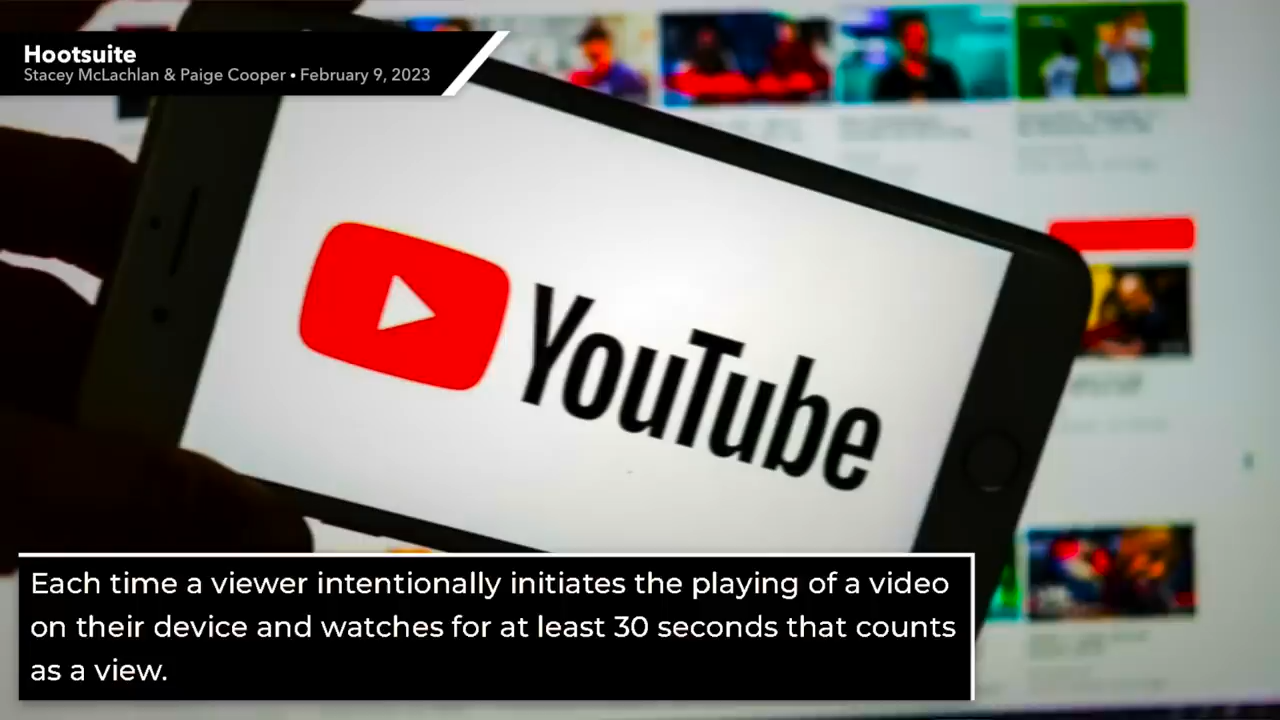 Hootsuite
Stacey McLachlan & Paige Cooper • February 9, 2023
YouTube
Each time a viewer intentionally initiates the playing of a video
on their device and watches for at least 30 seconds that counts
as a view.